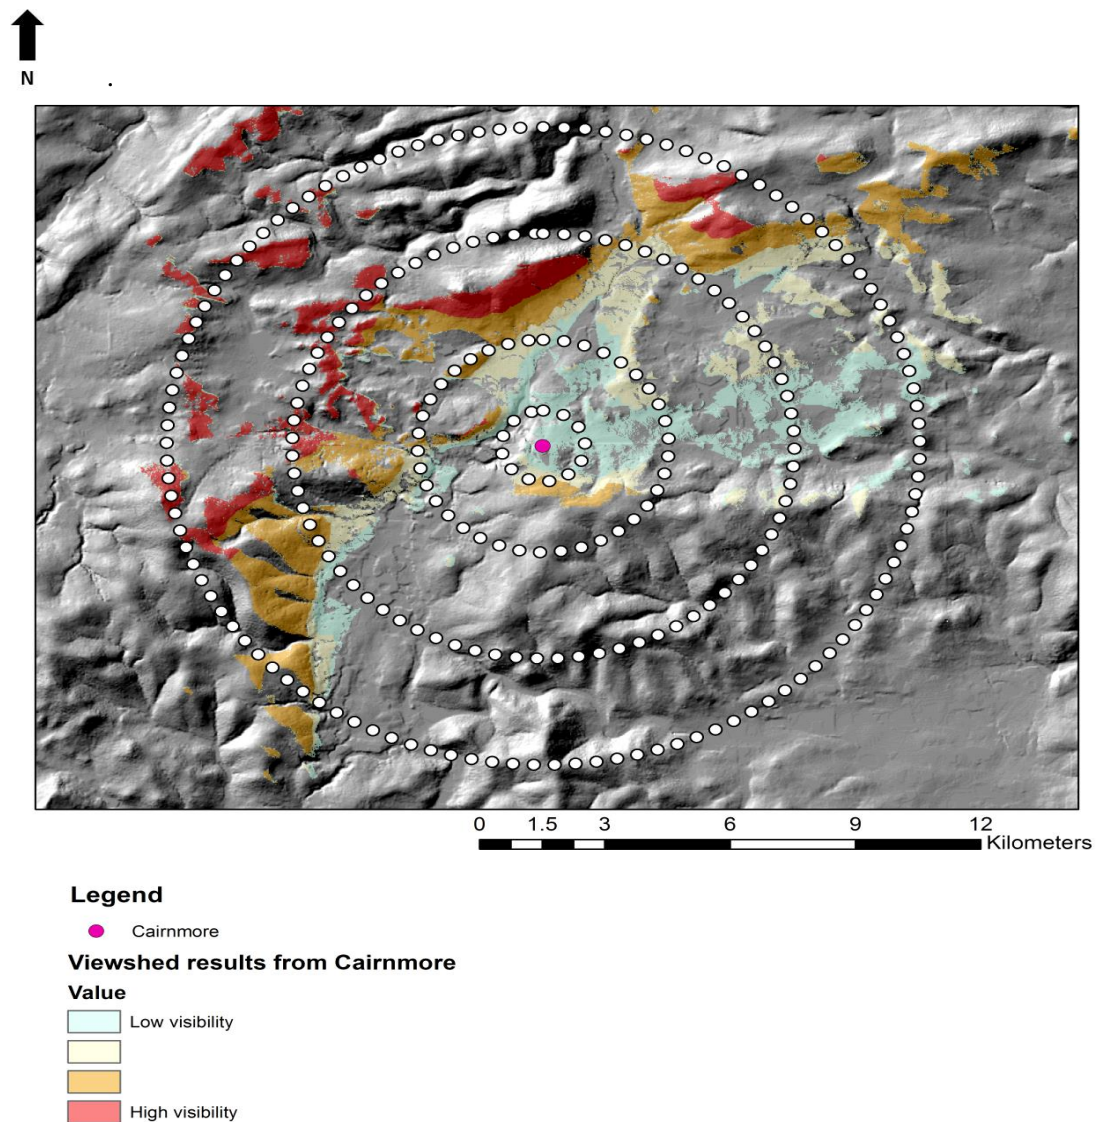 N
0 1.5 3 6 9 12
Kilometers
Legend
Cairnmore
Viewshed results from Cairnmore
Value
Low visibility
High visibility